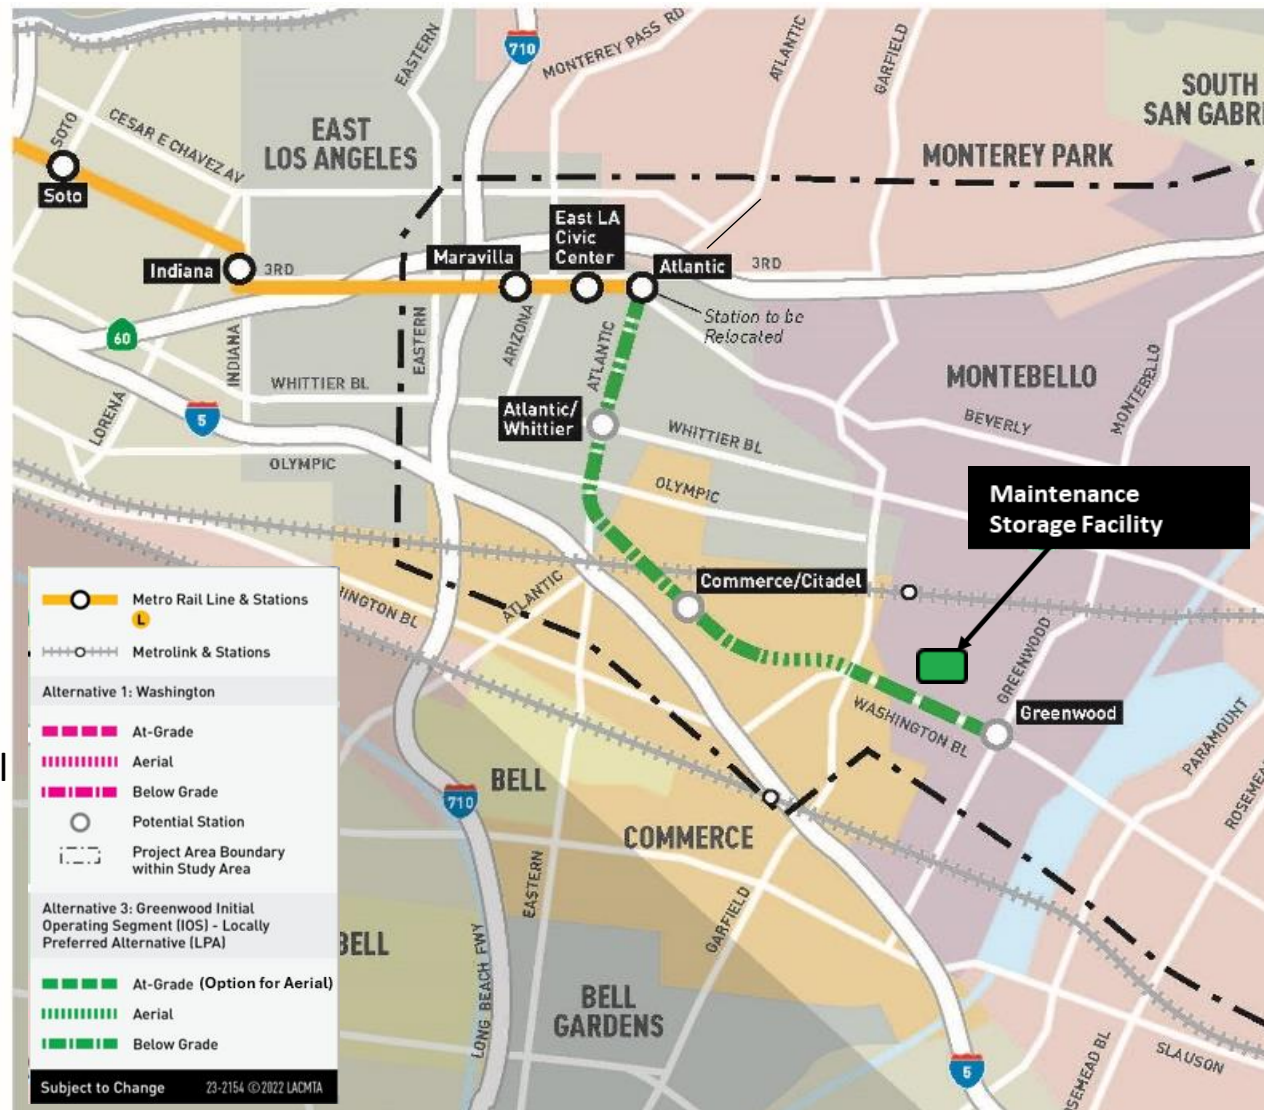 710
MONTEREY PASS RD
EASTERN
ATLANTIC
GARFIELD
SOUTH
SAN GABRI
SOTO
CESAR E CHAVEZ AV
EAST
LOS ANGELES
MONTEREY PARK
Soto
East LA
Civic
Center
Maravilla
Indiana
3RD
Atlantic
3RD
Station to be
Relocated
60
INDIANA
EASTERN
ARIZONA
ATLANTIC
WHITTIER BL
MONTEBELLO
MONTEBELLO
BEVERLY
LORENA
5
Atlantic/
Whittier
WHITTIER BL
OLYMPIC
OLYMPIC
Maintenance
Storage Facility
Commerce/Citadel
ATLANTIC
INGTON BL
GREENWOOD
WASHINGTON BL
Greenwood
PARAMOUNT
ROSEMEA
BELL
710
COMMERCE
EASTERN
GARFIELD
BELL
LONG BEACH FWY
BELL
GARDENS
5
SLAUSON
SEMEAD BL
Metro Rail Line & Stations
L
Metrolink & Stations
Alternative 1: Washington
At-Grade
Aerial
Below Grade
Potential Station
Project Area Boundary
within Study Area
Alternative 3: Greenwood Initial
Operating Segment (IOS) - Locally
Preferred Alternative (LPA)
At-Grade (Option for Aerial)
Aerial
Below Grade
Subject to Change 23-2154 ©2022 LACMTA